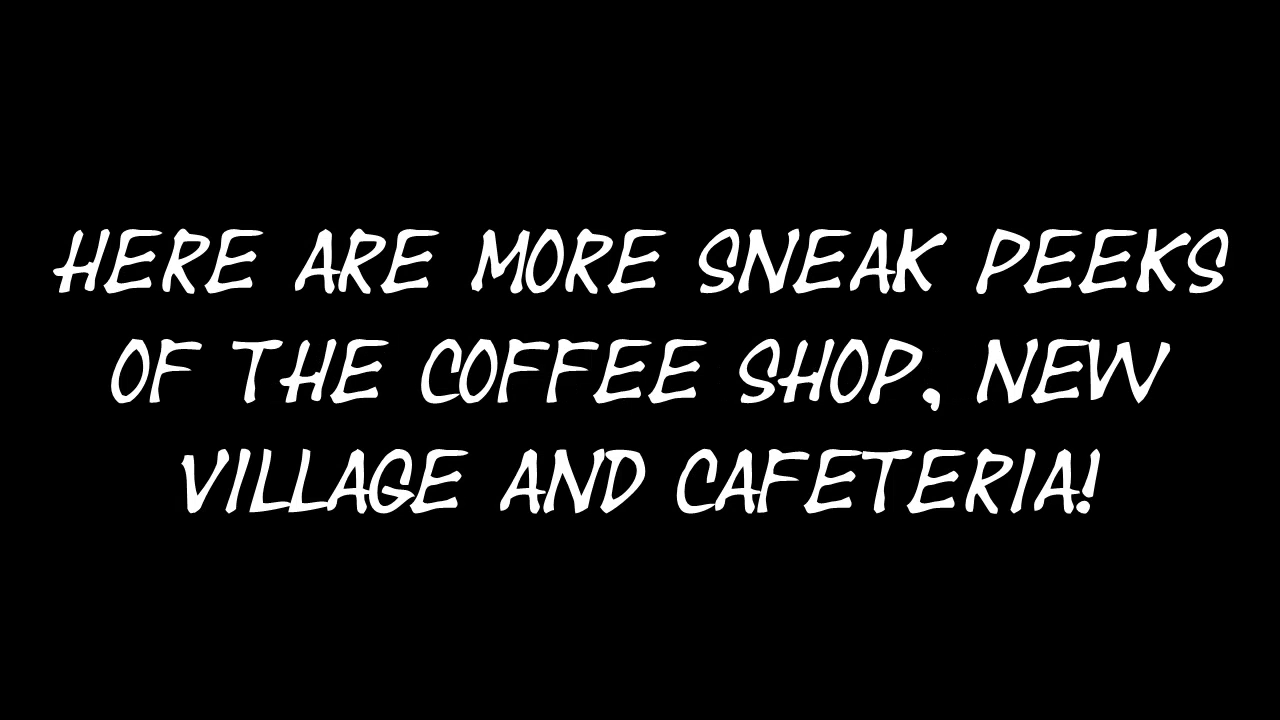 HERE ARE MORE SNEAK PEEKS
OF THE COFFEE SHOP, NEW
VILLAGE AND CAFETERIA!